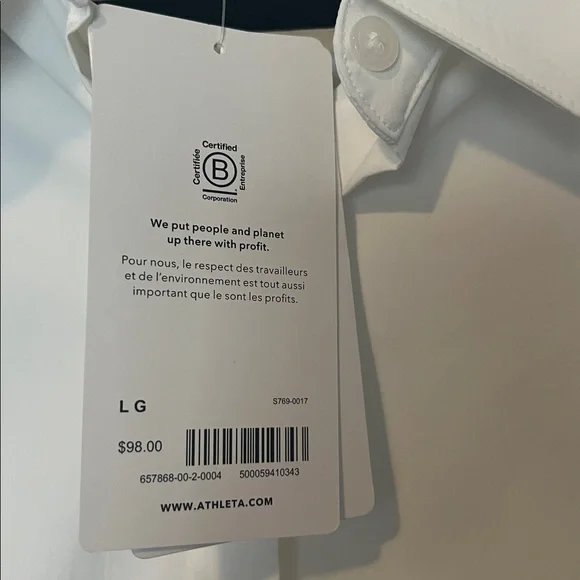 Certified
Certifiée
B
Entreprise
Corporation
We put people and planet
up there with profit.
Pour nous, le respect des travailleurs
et de l'environnement est tout aussi
important que le sont les profits.
L G
S769-0017
$98.00
657868-00-2-0004 500059410343
WWW.ATHLETA.COM